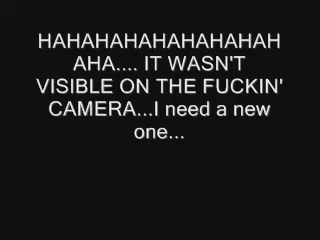 HAHAHAHAHAHAHAHAH
AHA.... IT WASN'T
VISIBLE ON THE FUCKIN'
CAMERA...I need a new
one...